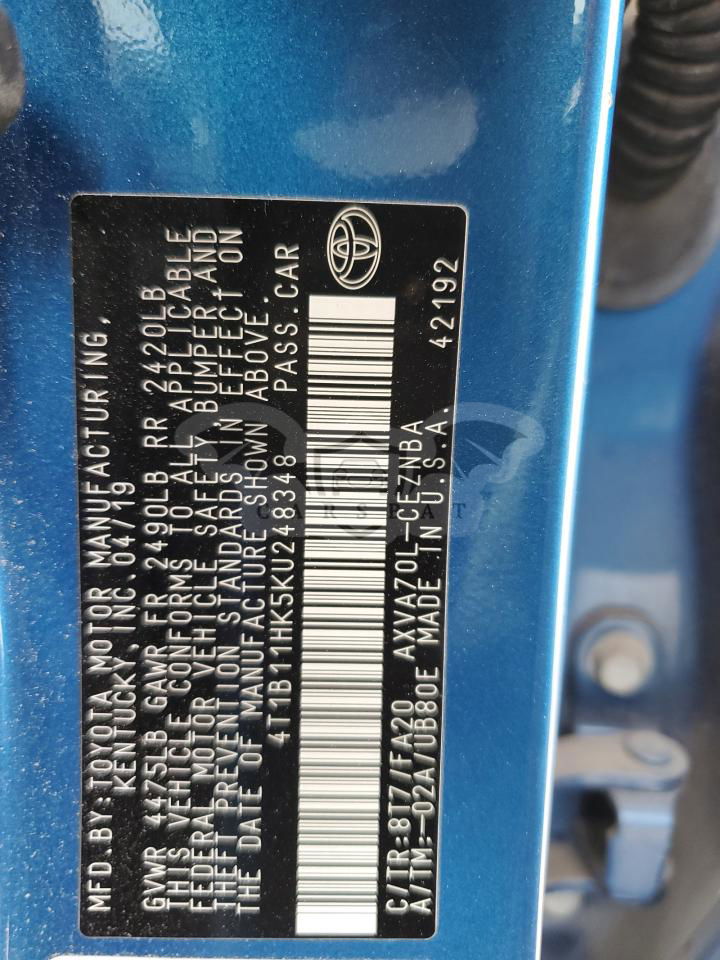 MFD.BY:TOYOTA MOTOR MANUFACTURING,
KENTUCKY, INC.04/19
GVWR 4475LB GAWR FR 2490LB RR 2420LB
THIS VEHICLE CONFORMS TO ALL APPLICABLE
FEDERAL MOTOR VEHICLE SAFETY,BUMPER,AND
THEFT PREVENTION STANDARDS IN EFFECT ON
THE DATE OF MANUFACTURE SHOWN ABOVE.
4T1B11HK5KU248348 PASS.CAR
C/TR:8T7/FA20 AXVA70L-CEZNBA
A/TM:-02A/UB80E MADE IN U.S.A.
42192
CARSPAT